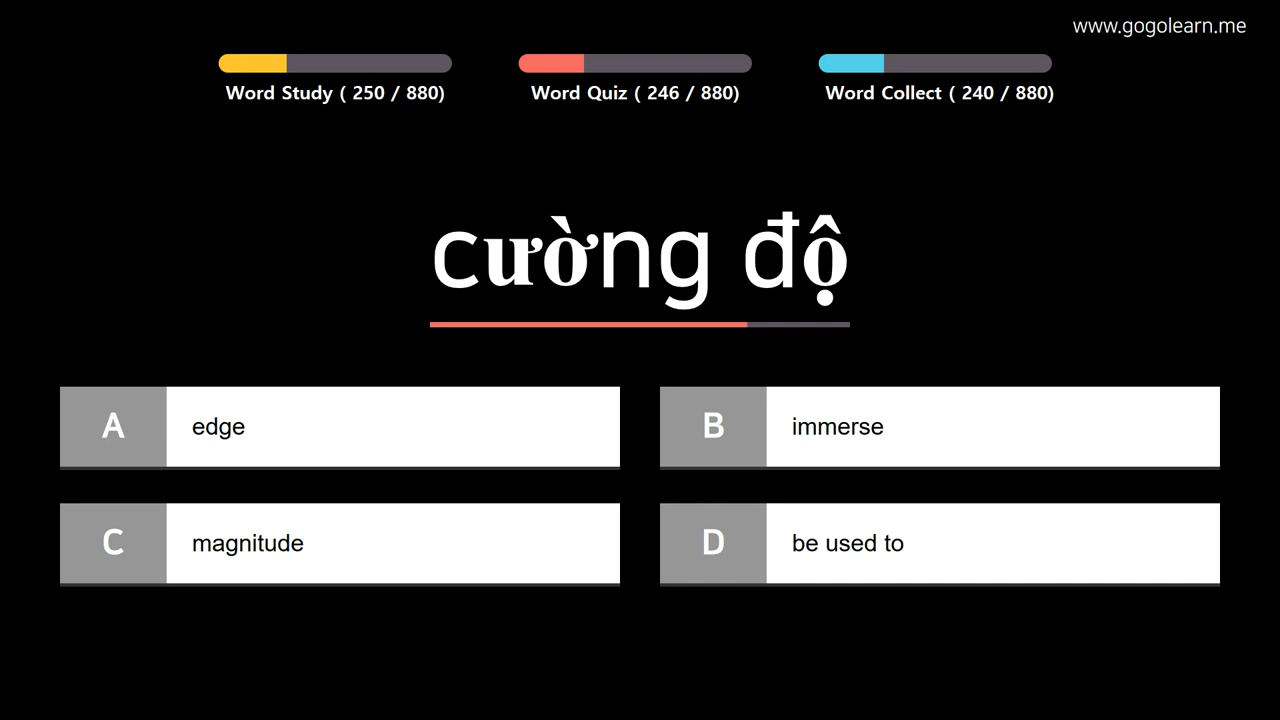 www.gogolearn.me
Word Study ( 250 / 880)
Word Quiz ( 246 / 880)
Word Collect ( 240 / 880)
cường độ
A edge
B immerse
C magnitude
D be used to